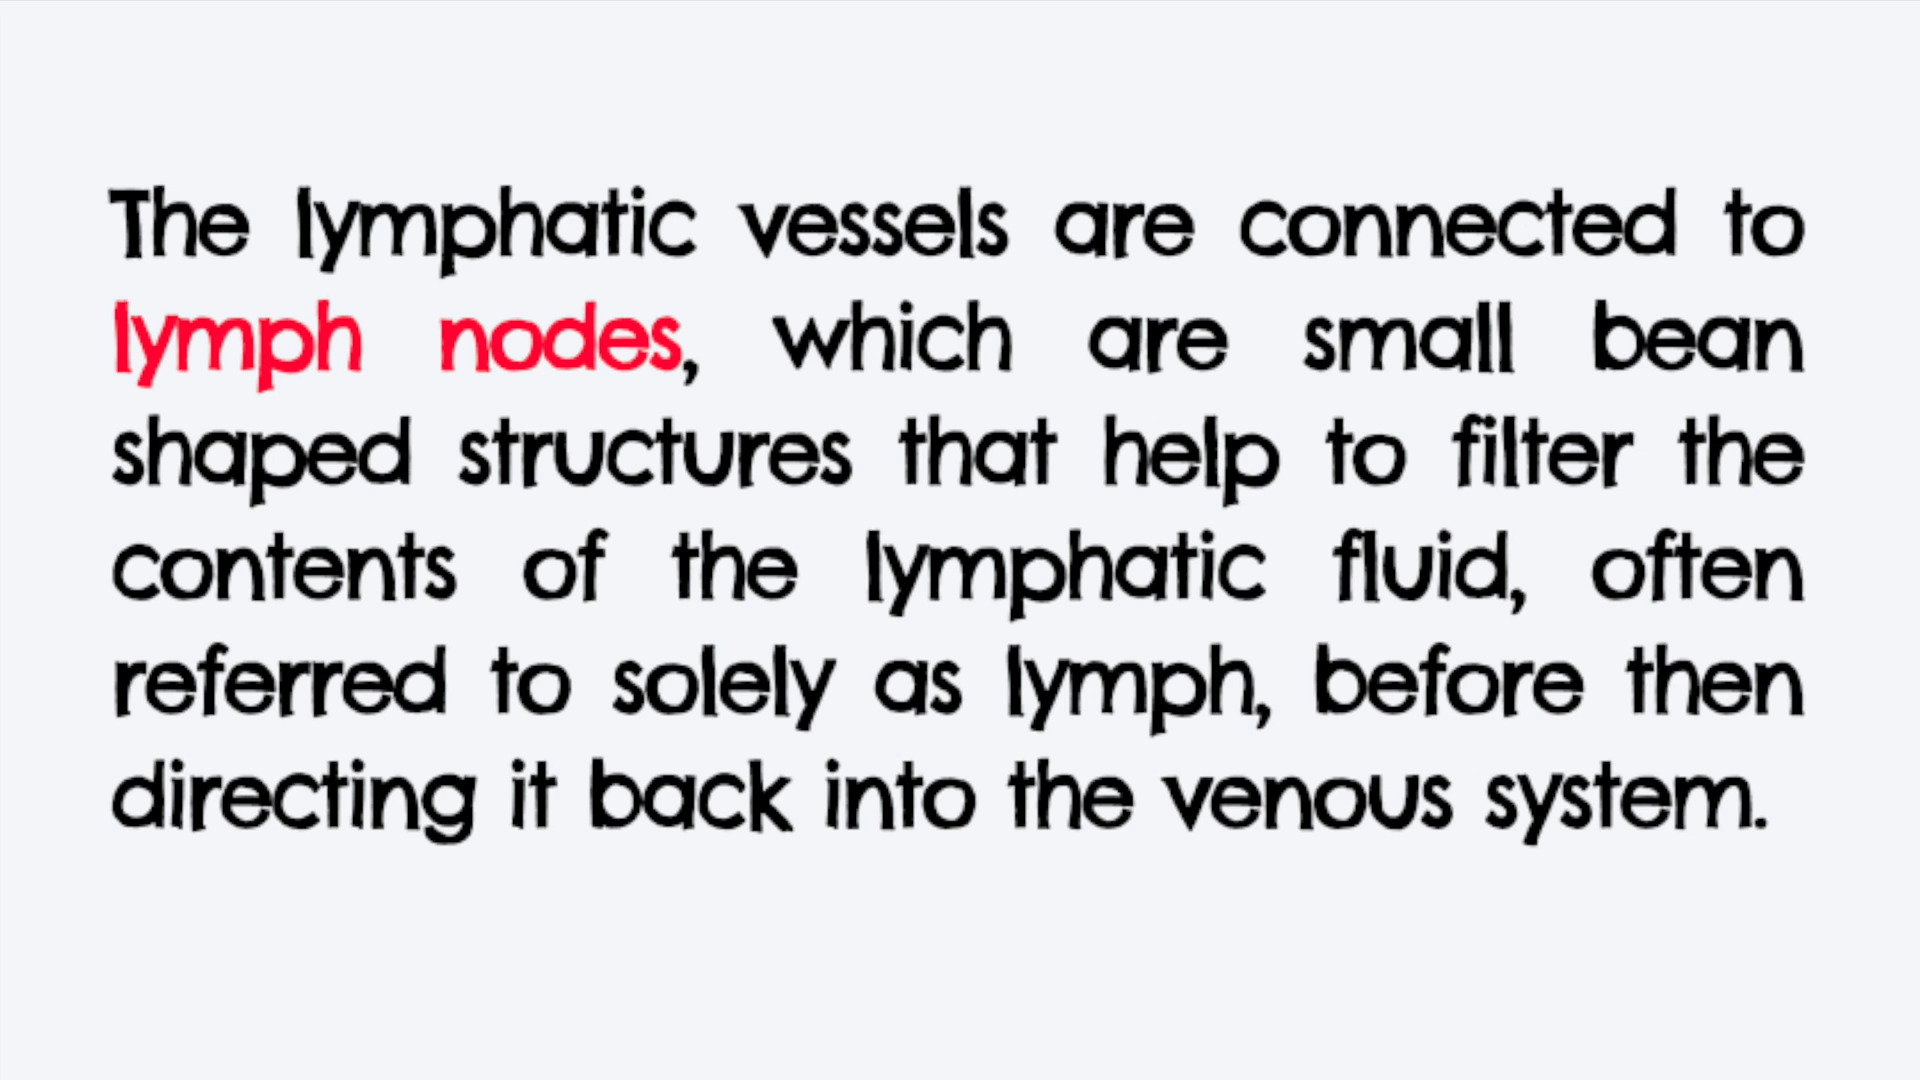 The lymphatic vessels are connected to
lymph nodes, which are small bean
shaped structures that help to filter the
contents of the lymphatic fluid, often
referred to solely as lymph, before then
directing it back into the venous system.